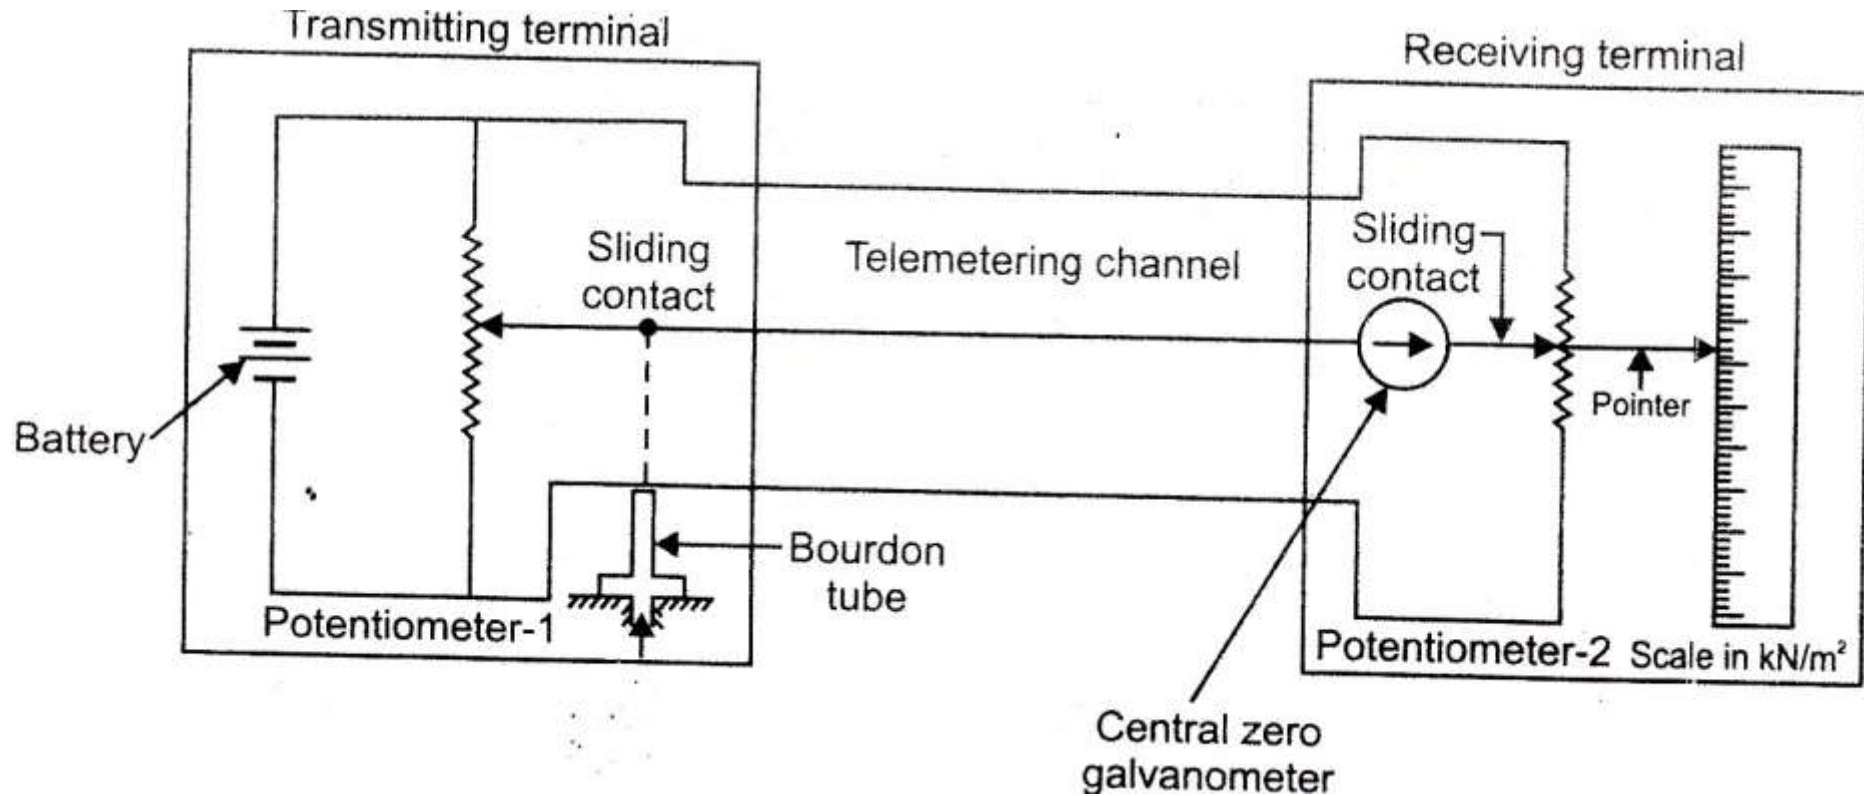 Transmitting terminal
Receiving terminal
Sliding
contact
Telemetering channel
Sliding
contact
Pointer
Battery
Bourdon
tube
Potentiometer-1
Potentiometer-2
Scale in kN/m²
Central zero
galvanometer